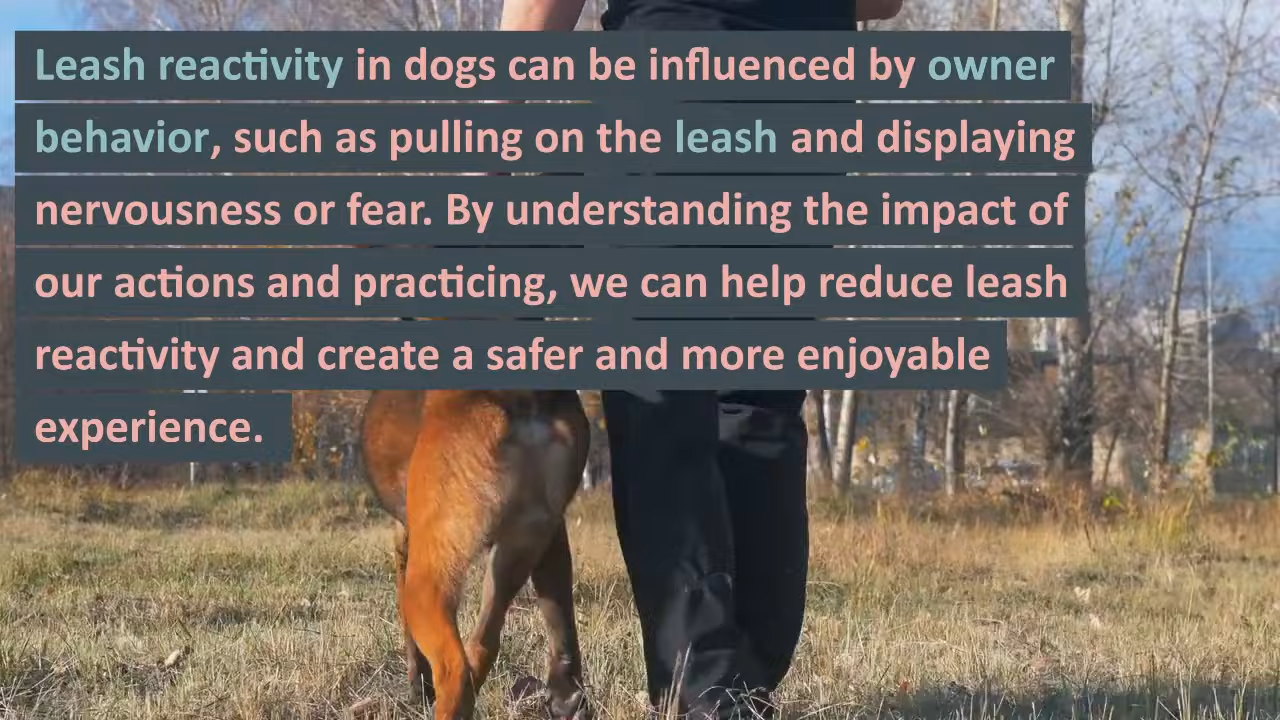 Leash reactivity in dogs can be influenced by owner
behavior, such as pulling on the leash and displaying
nervousness or fear. By understanding the impact of
our actions and practicing, we can help reduce leash
reactivity and create a safer and more enjoyable
experience.